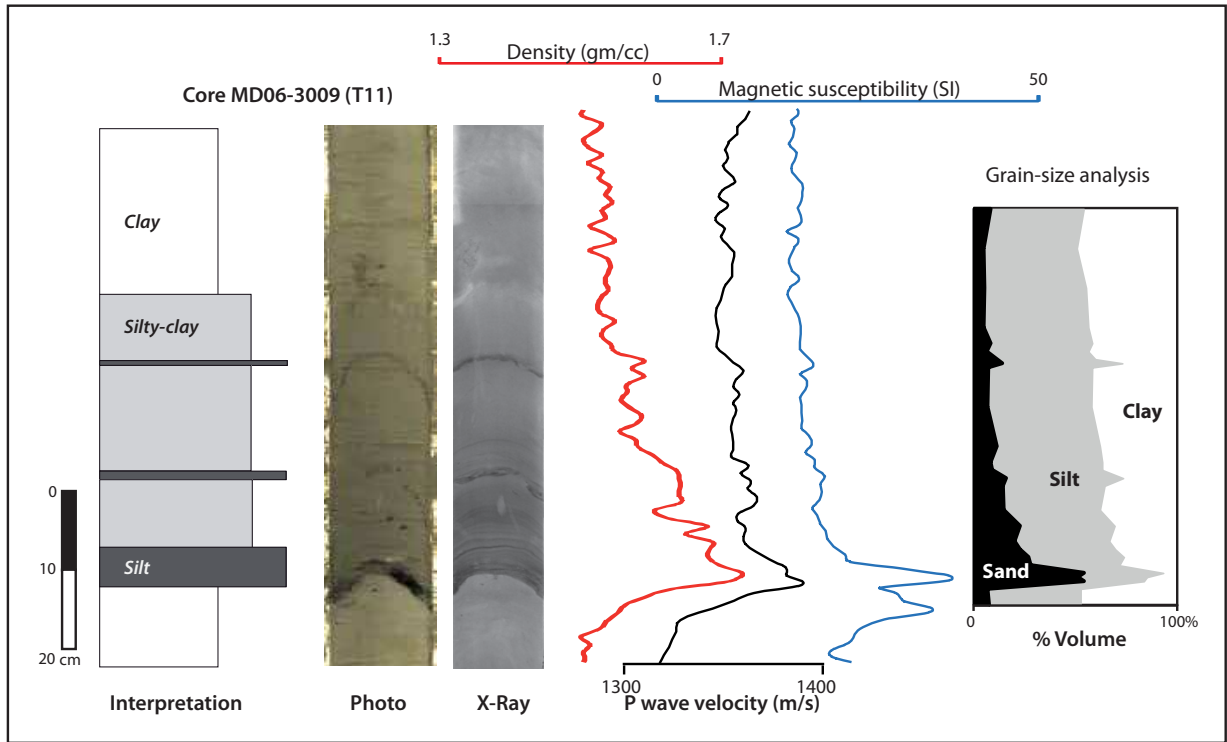 1.3 1.7
Density (gm/cc)
0 50
Magnetic susceptibility (SI)
Core MD06-3009 (T11)
Grain-size analysis
Clay
Silty-clay
Clay
Silt
0
10
20 cm
Silt
Sand
0 100%
% Volume
1300 1400
Interpretation Photo X-Ray P wave velocity (m/s)